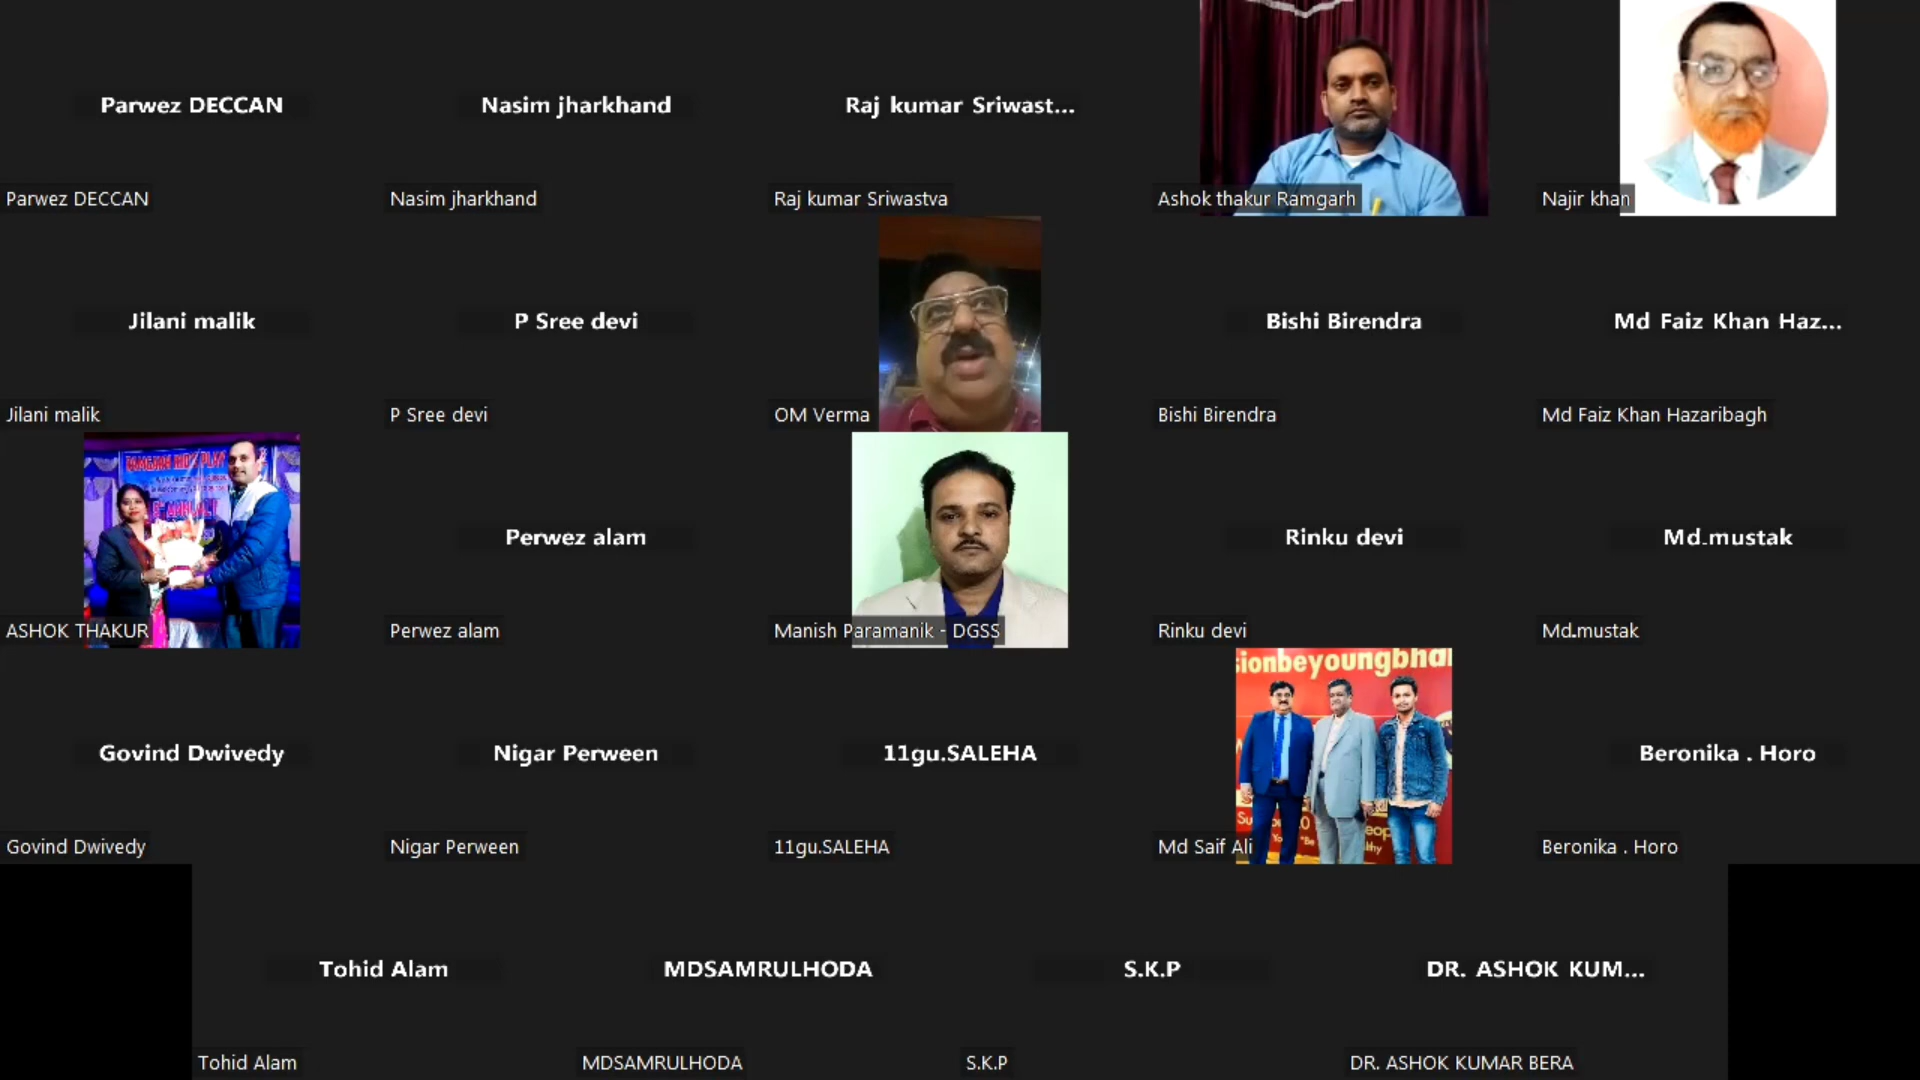 Parwez DECCAN
Nasim jharkhand
Raj kumar Sriwast...
Parwez DECCAN
Nasim jharkhand
Raj kumar Sriwastva
Ashok thakur Ramgarh
Najir khan
Jilani malik
P Sree devi
Bishi Birendra
Md Faiz Khan Haz...
Jilani malik
P Sree devi
OM Verma
Bishi Birendra
Md Faiz Khan Hazaribagh
Perwez alam
Rinku devi
Md.mustak
ASHOK THAKUR
Perwez alam
Manish Paramanik - DGSS
Rinku devi
Md.mustak
sionbeyoungbha
Govind Dwivedy
Nigar Perween
11gu.SALEHA
Beronika . Horo
Govind Dwivedy
Nigar Perween
11gu.SALEHA
Md Saif Ali
Beronika . Horo
Tohid Alam
MDSAMRULHODA
S.K.P
DR. ASHOK KUM...
Tohid Alam
MDSAMRULHODA
S.K.P
DR. ASHOK KUMAR BERA